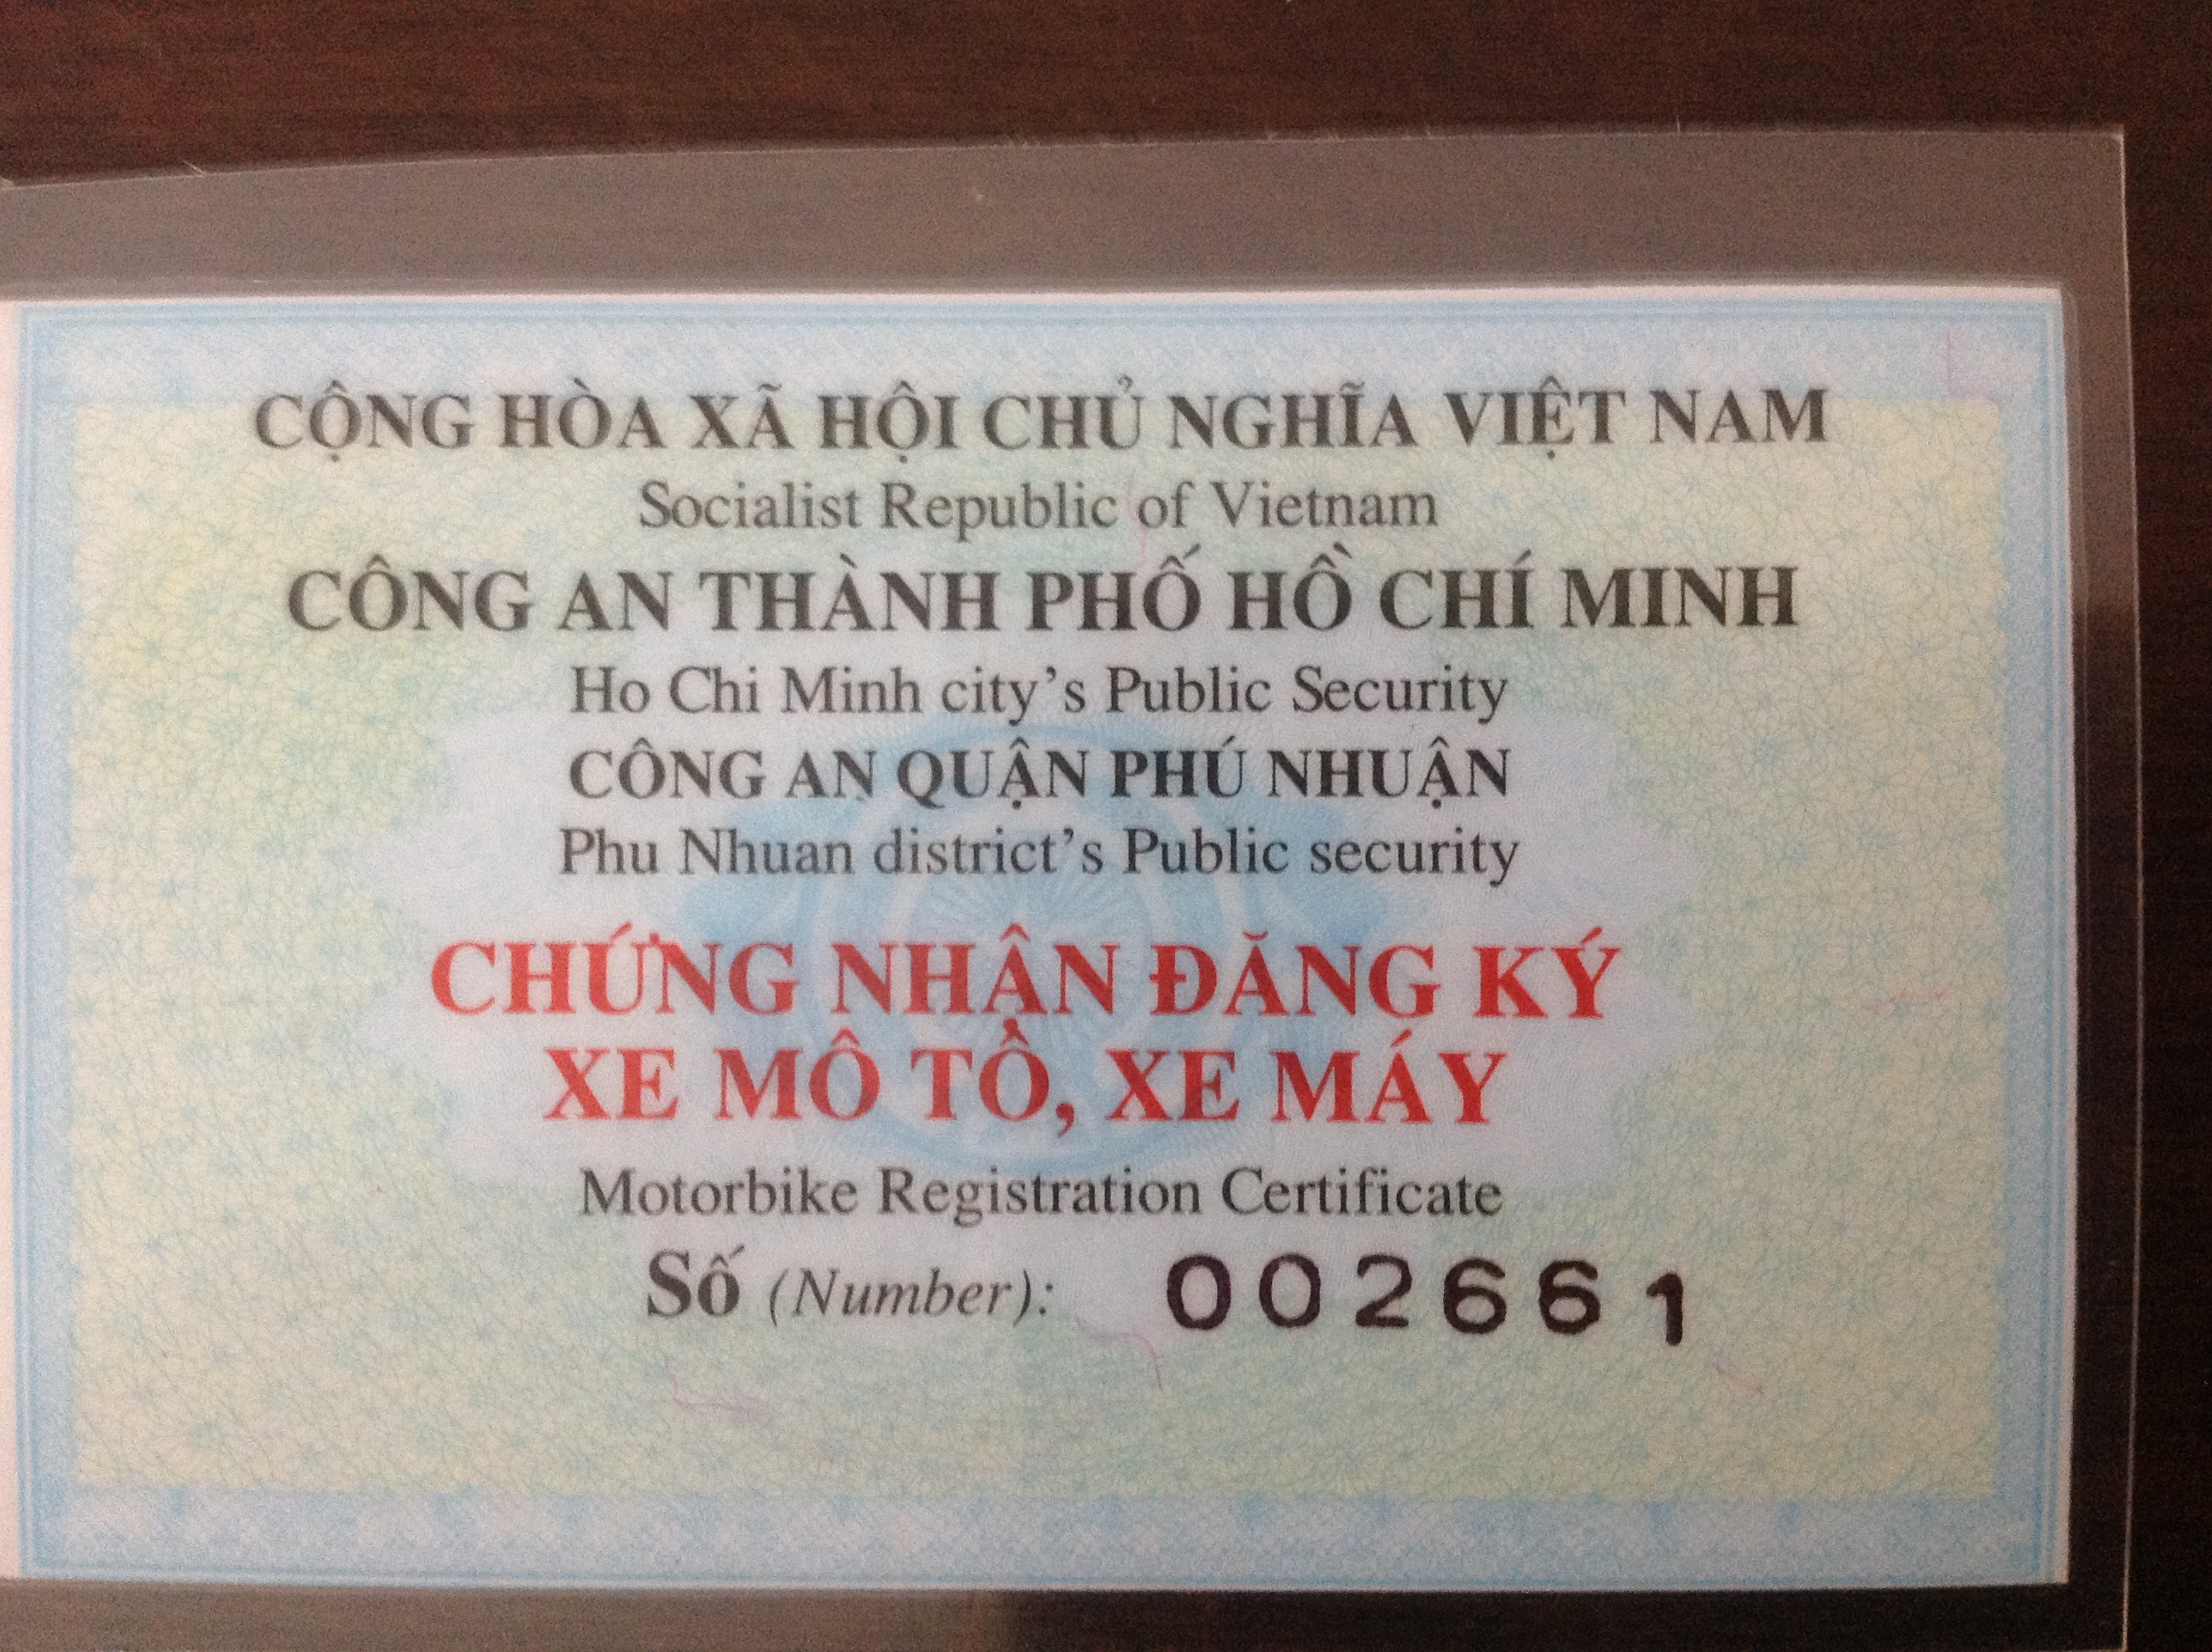 CỘNG HÒA XÃ HỘI CHỦ NGHĨA VIỆT NAM
Socialist Republic of Vietnam
CÔNG AN THÀNH PHỐ HỒ CHÍ MINH
Ho Chi Minh city's Public Security
CÔNG AN QUẬN PHÚ NHUẬN
Phu Nhuan district's Public security
CHỨNG NHẬN ĐĂNG KÝ
XE MÔ TÔ, XE MÁY
Motorbike Registration Certificate
Số (Number): 002661